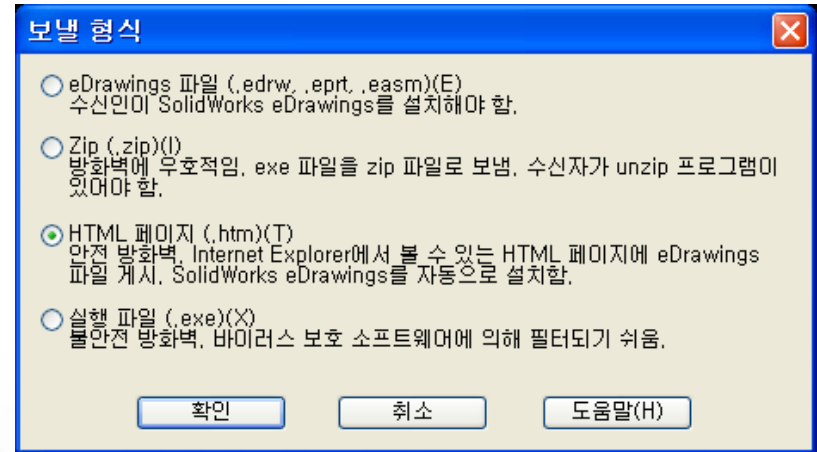 보낼 형식
eDrawings 파일 (.edrw, .eprt, .easm)(E)
수신인이 SolidWorks eDrawings를 설치해야 함.
Zip (.zip)(I)
방화벽에 우호적임. exe 파일을 zip 파일로 보냄. 수신자가 unzip 프로그램이
있어야 함.
HTML 페이지 (.htm)(T)
안전 방화벽, Internet Explorer에서 볼 수 있는 HTML 페이지에 eDrawings
파일 게시. SolidWorks eDrawings를 자동으로 설치함.
실행 파일 (.exe)(X)
불안전 방화벽. 바이러스 보호 소프트웨어에 의해 필터되기 쉬움.
확인 취소 도움말(H)